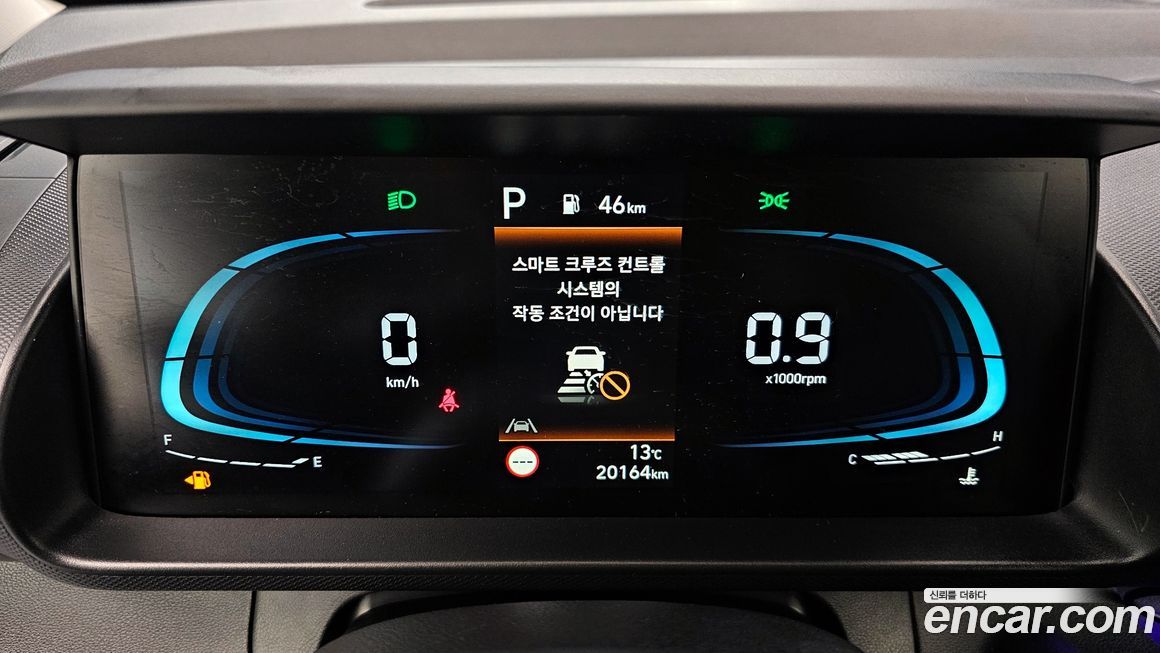 P 46km
스마트 크루즈 컨트롤
시스템의
작동 조건이 아닙니다
0
km/h
0.9
x1000rpm
F
E
C
H
13℃
20164km
신뢰를 더하다
encar.com